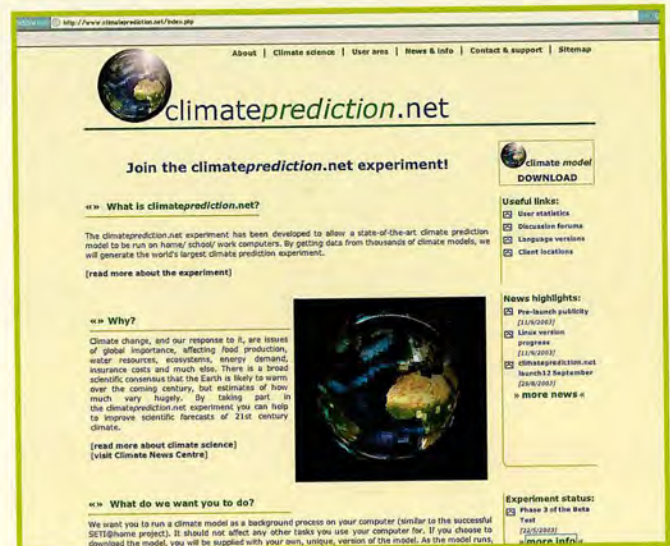 http://www.climateprediction.net/index.php
About | Climate science | User area | News & Info | Contact & support | Sitemap
climateprediction.net
Join the climateprediction.net experiment!
climate model
DOWNLOAD
«» What is climateprediction.net?
The climateprediction.net experiment has been developed to allow a state-of-the-art climate prediction
model to be run on home/ school/ work computers. By getting data from thousands of climate models, we
will generate the world's largest climate prediction experiment.
[read more about the experiment]
Useful links:
User statistics
Discussion forums
Language versions
Client locations
«» Why?
Climate change, and our response to it, are issues
of global importance, affecting food production,
water resources, ecosystems, energy demand,
insurance costs and much else. There is a broad
scientific consensus that the Earth is likely to warm
over the coming century, but estimates of how
much vary hugely. By taking part in
the climateprediction.net experiment you can help
to improve scientific forecasts of 21st century
climate.
[read more about climate science]
[visit Climate News Centre]
News highlights:
Pre-launch publicity
[11/9/2003]
Linux version
progress
[11/9/2003]
climateprediction.net
launch12 September
[29/8/2003]
» more news «
«» What do we want you to do?
We want you to run a climate model as a background process on your computer (similar to the successful
SETI@home project). It should not affect any other tasks you use your computer for. If you choose to
download the model, you will be supplied with your own, unique, version of the model. As the model runs,
Experiment status:
Phase 3 of the Beta
Test
» more info «